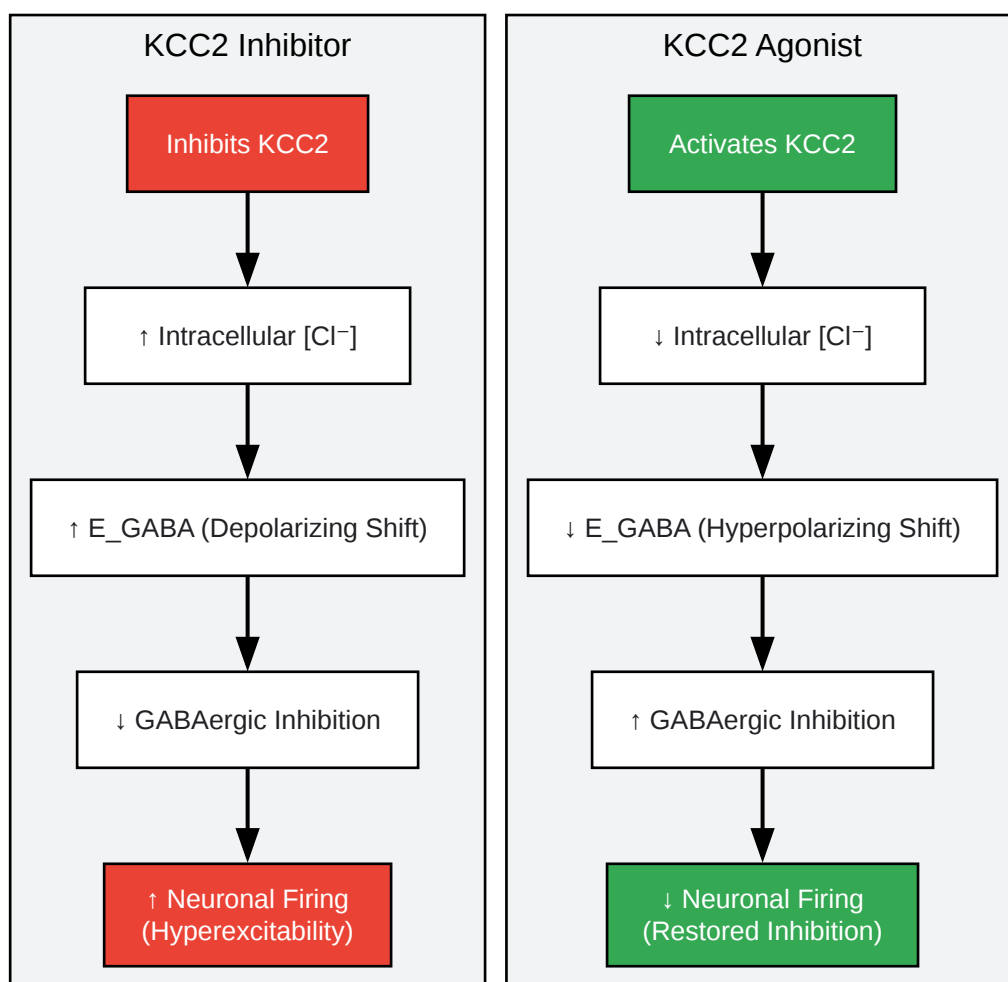 KCC2 Inhibitor
Inhibits KCC2
↑ Intracellular [Cl⁻]
↑ E_GABA (Depolarizing Shift)
↓ GABAergic Inhibition
↑ Neuronal Firing
(Hyperexcitability)
KCC2 Agonist
Activates KCC2
↓ Intracellular [Cl⁻]
↓ E_GABA (Hyperpolarizing Shift)
↑ GABAergic Inhibition
↓ Neuronal Firing
(Restored Inhibition)